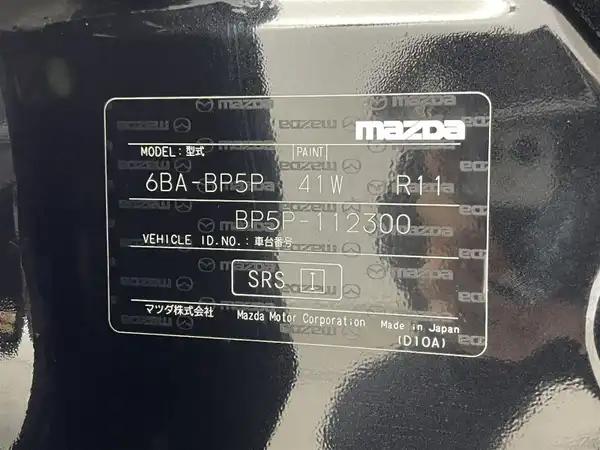 mazda
MODEL:型式 PAINT
6BA-BP5P 41W R11
BP5P-112300
VEHICLE ID.NO.:車台番号
SRS I
マツダ株式会社 Mazda Motor Corporation Made in Japan
(D10A)